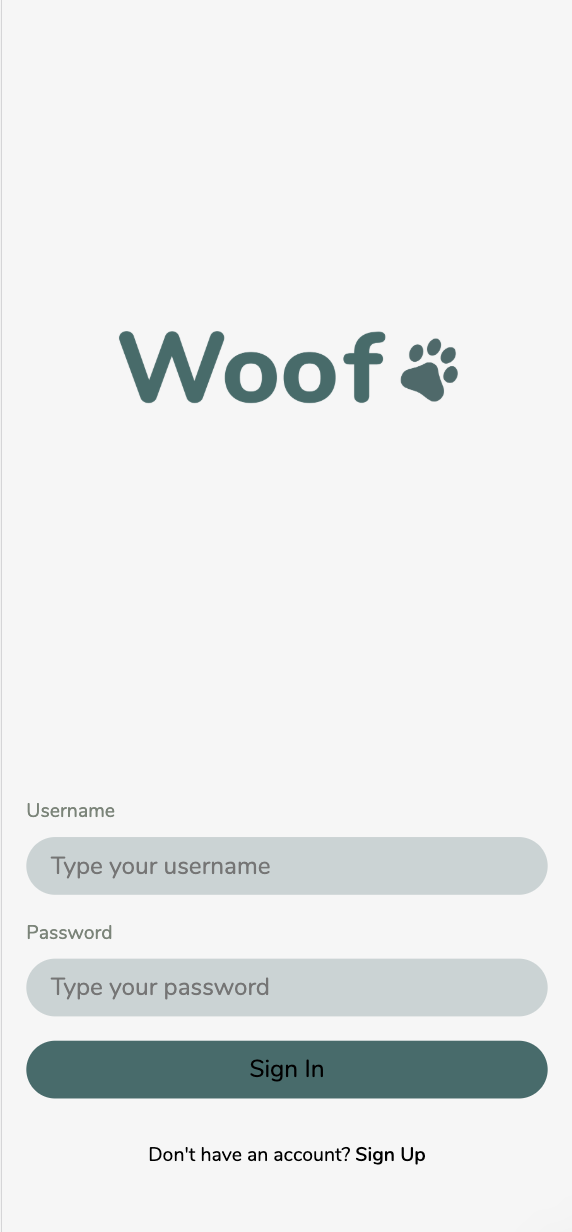 Woof
Username
Type your username
Password
Type your password
Sign In
Don't have an account? Sign Up